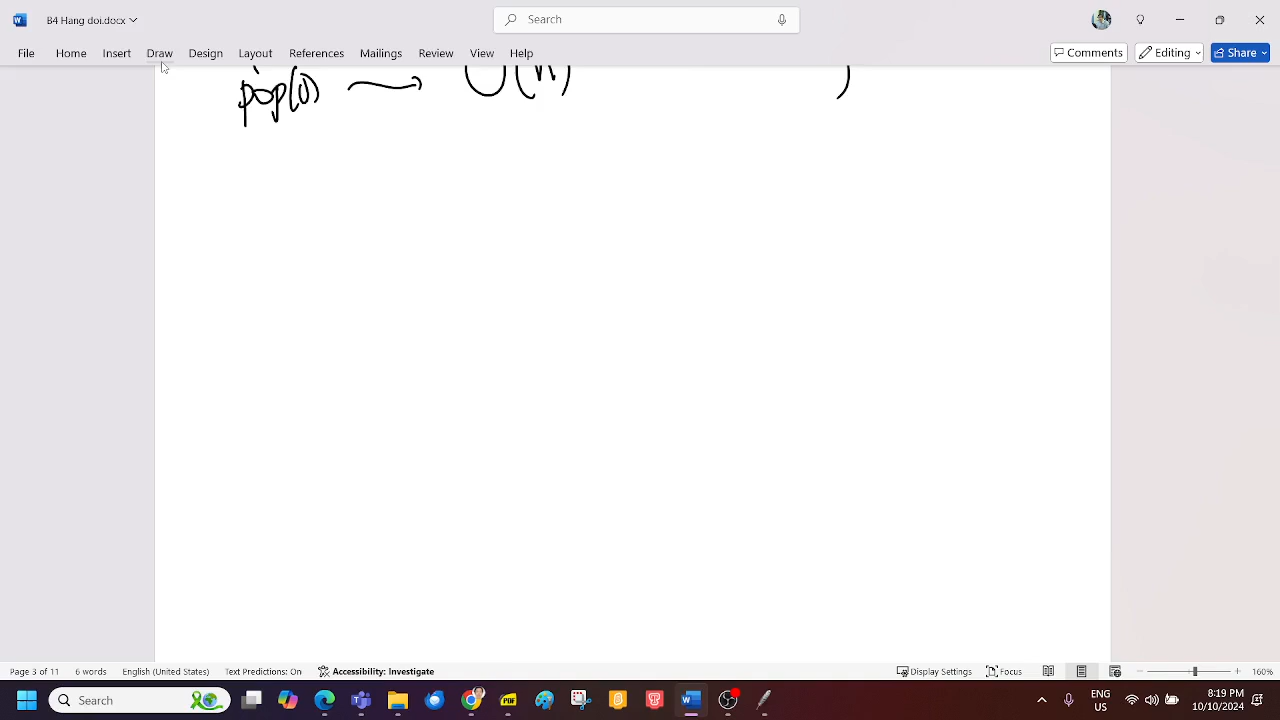 B4 Hang doi.docx
Search
File Home Insert Draw Design Layout References Mailings Review View Help
Comments Editing Share
pop(0) → O(n) )
Page 3 of 11 6 words English (United States) Text Predictions: On Accessibility: Investigate Display Settings Focus 160%
Search ENG 8:19 PM
US 10/10/2024